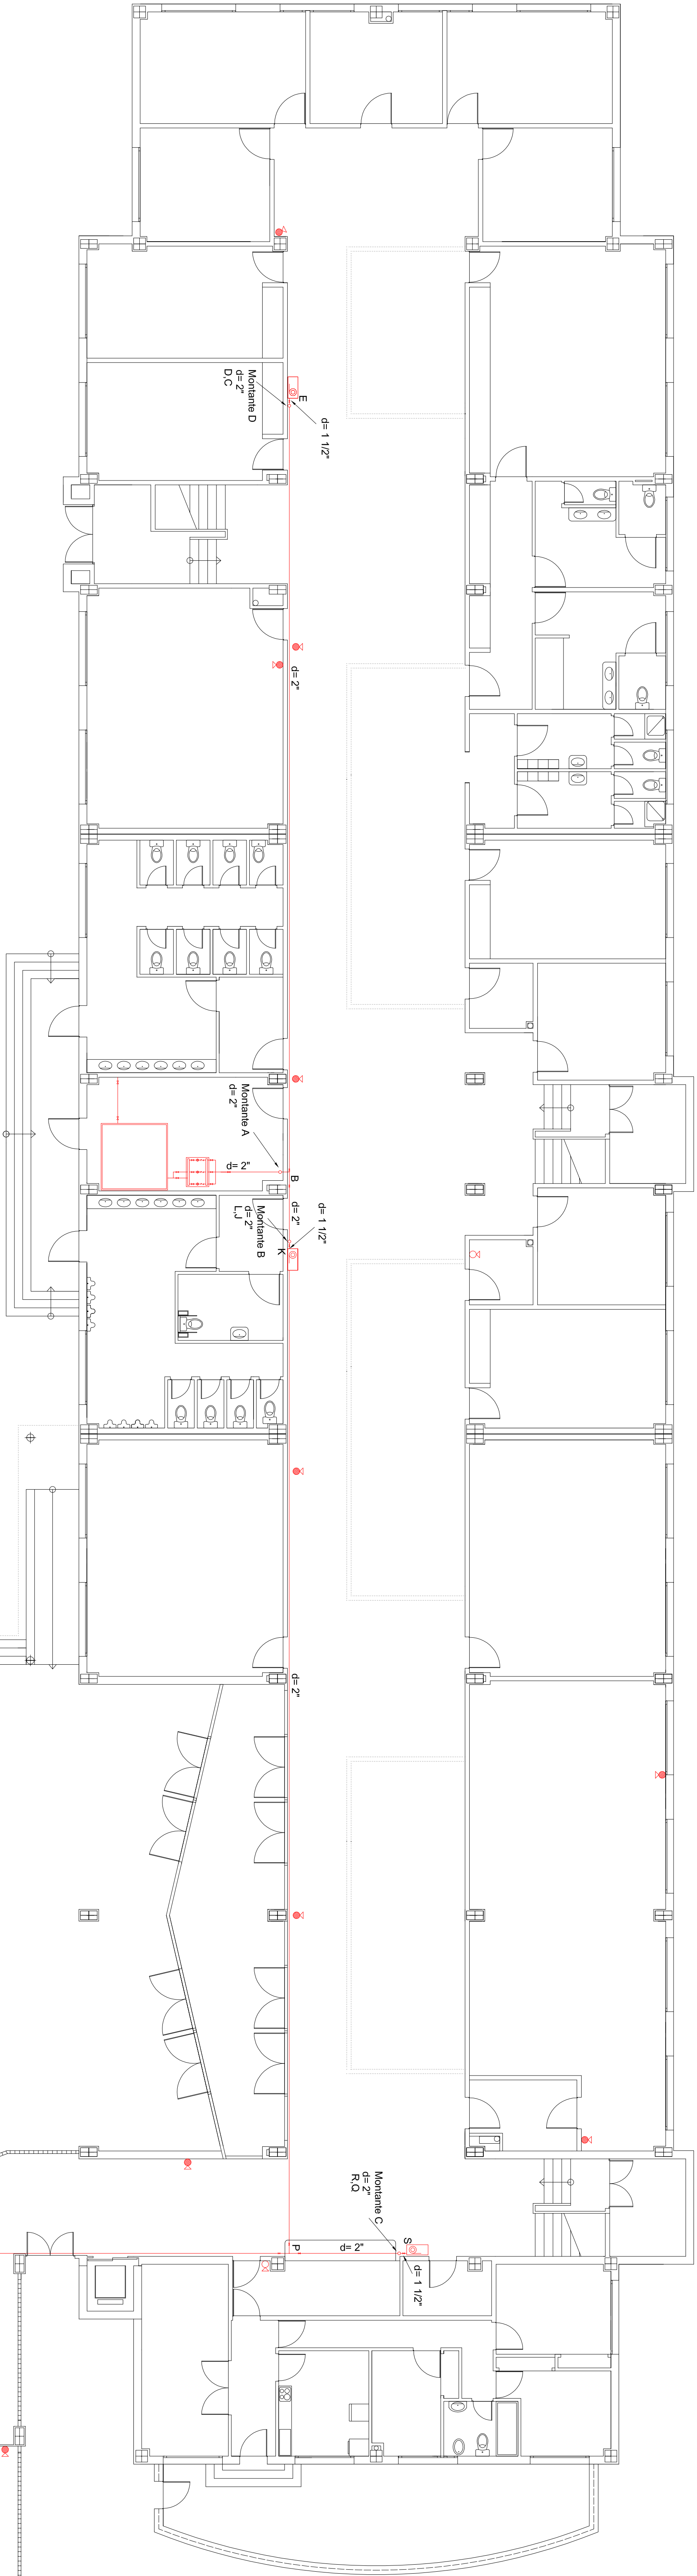 E
d= 1 1/2"
Montante D
d= 2"
D,C
d= 2"
Montante A
d= 2"
d= 2"
B
d= 2"
d= 1 1/2"
Montante B
d= 2"
L,J
K
d= 2"
Montante C
d= 2"
R,Q
P
d= 2"
S
d= 1 1/2"